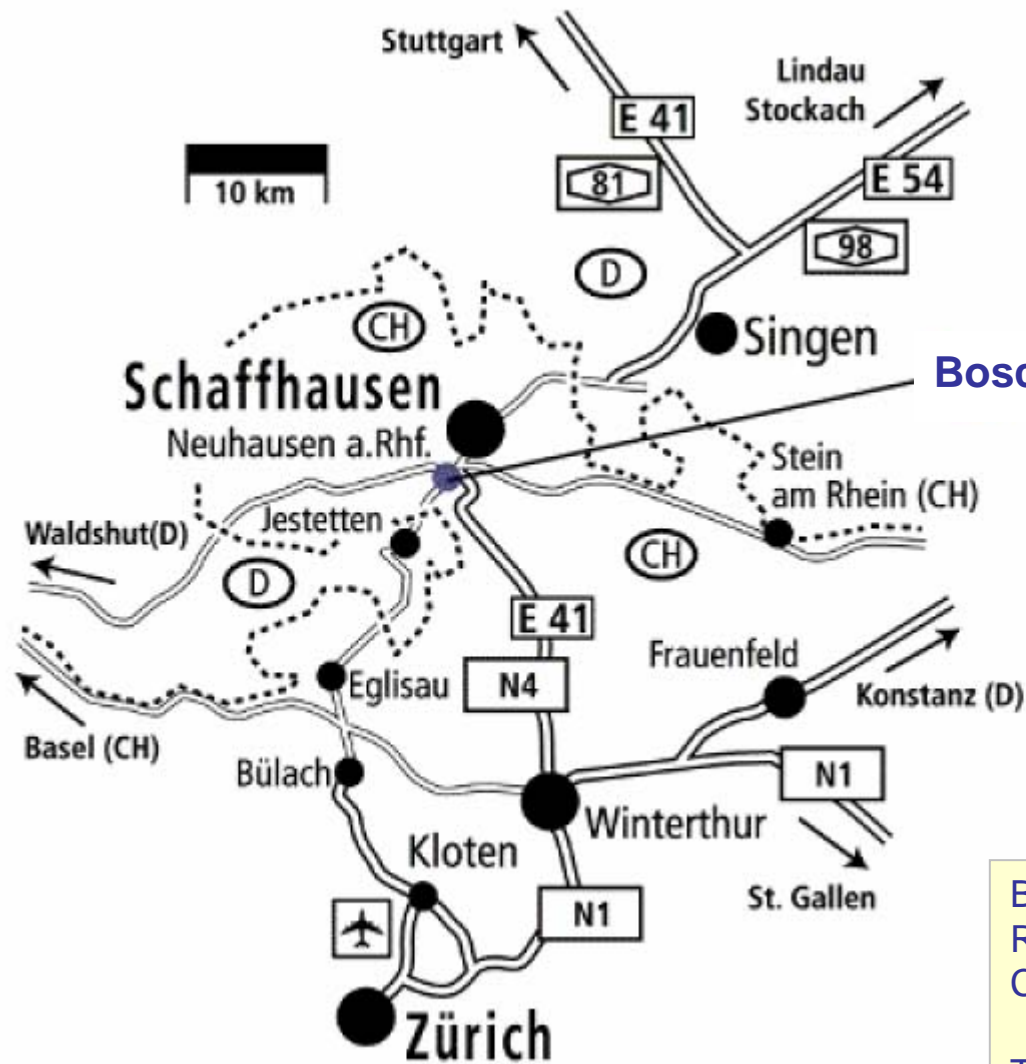 Stuttgart
Lindau
Stockach
E 41
81
E 54
98
10 km
D
CH
Singen
Schaffhausen
Neuhausen a.Rhf.
Stein
am Rhein (CH)
Jestetten
Waldshut(D)
D
CH
E 41
Frauenfeld
Konstanz (D)
Eglisau
N4
Basel (CH)
Bülach
N1
Winterthur
Kloten
St. Gallen
N1
Zürich